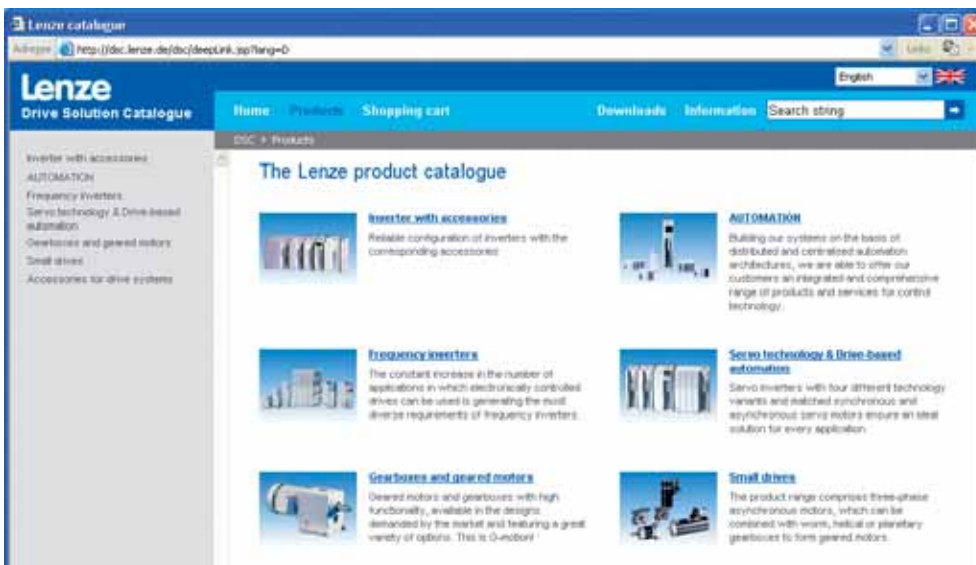 Lenze catalogue
http://dsc.lenze.de/dsc/deepLink.jsp?lang=D
Links
English
Lenze
Drive Solution Catalogue
Home Products Shopping cart Downloads Information Search string
DSC + Products
Inverter with accessories
AUTOMATION
Frequency inverters
Servo technology & Drive-based
automation
Gearboxes and geared motors
Small drives
Accessories for drive systems
The Lenze product catalogue
Inverter with accessories
Reliable configuration of inverters with the
corresponding accessories
AUTOMATION
Building our systems on the basis of
distributed and centralised automation
architectures, we are able to offer our
customers an integrated and comprehensive
range of products and services for control
technology.
Frequency inverters
The constant increase in the number of
applications in which electronically controlled
drives can be used is generating the most
diverse requirements of frequency inverters.
Servo technology & Drive-based
automation
Servo inverters with four different technology
variants and matched synchronous and
asynchronous servo motors ensure an ideal
solution for every application
Gearboxes and geared motors
Geared motors and gearboxes with high
functionality, available in the designs
demanded by the market and featuring a great
variety of options. This is G-motion!
Small drives
The product range comprises three-phase
asynchronous motors, which can be
combined with worm, helical or planetary
gearboxes to form geared motors.